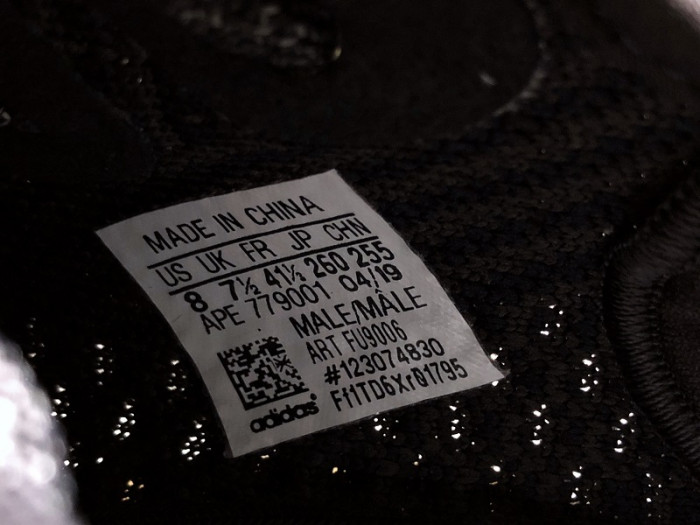 MADE IN CHINA
US UK FR JP CHN
8 7½ 41⅓ 260 255
APE 779001 04/19
MALE/MÂLE
ART FU9006
#123074830
Ff1TD6Xr01795
adidas